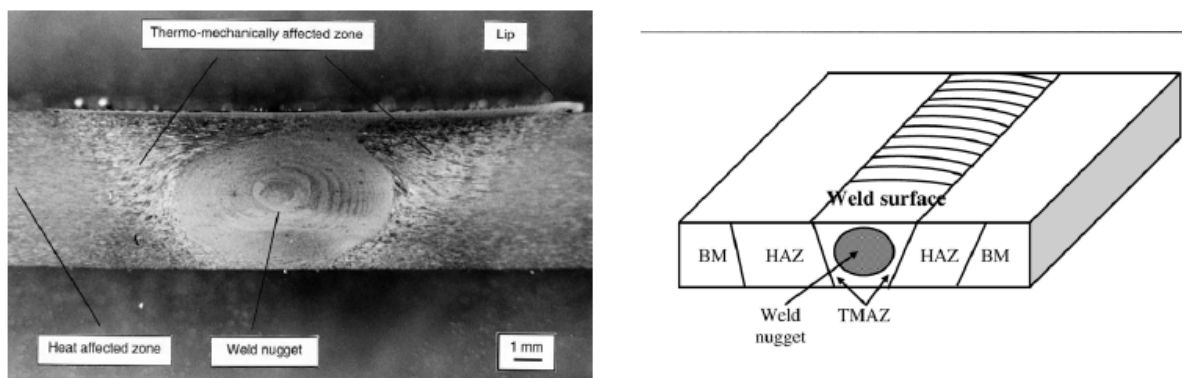 Thermo-mechanically affected zone
Lip
Heat affected zone
Weld nugget
1 mm
Weld surface
BM
HAZ
HAZ
BM
Weld
nugget
TMAZ